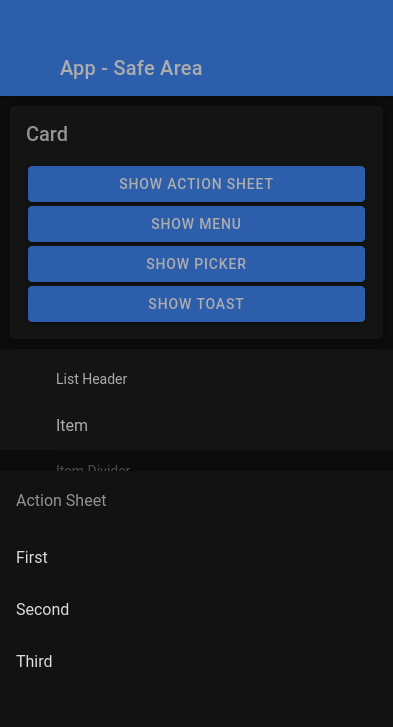 App - Safe Area
Card
SHOW ACTION SHEET
SHOW MENU
SHOW PICKER
SHOW TOAST
List Header
Item
Item Divider
Action Sheet
First
Second
Third